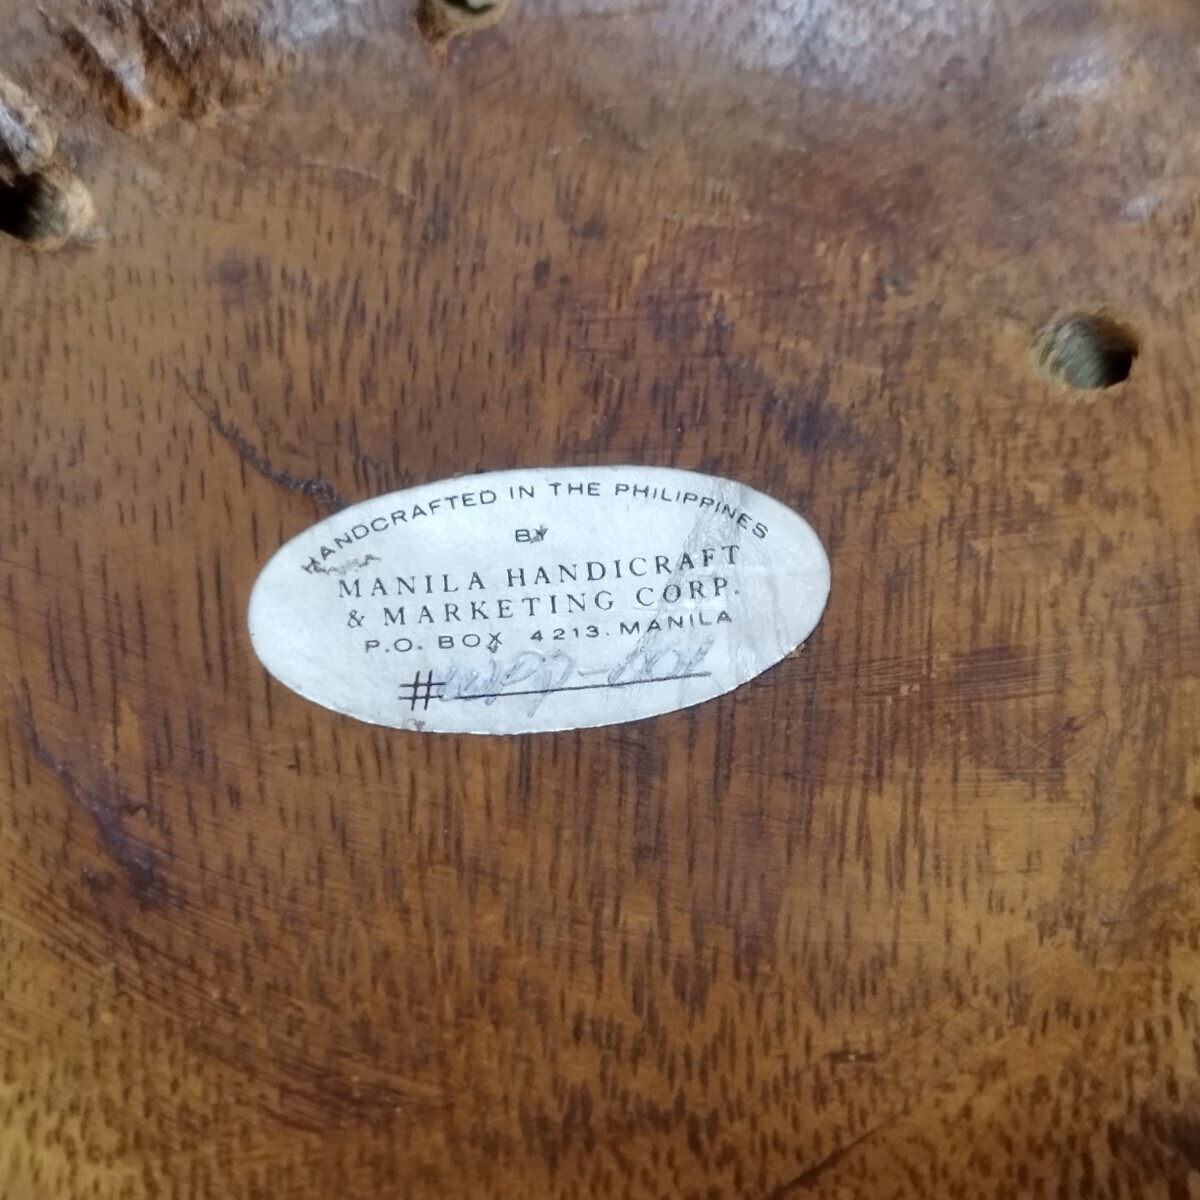 HANDCRAFTED IN THE PHILIPPINES
BY
MANILA HANDICRAFT
& MARKETING CORP.
P.O. BOX 4213. MANILA
#